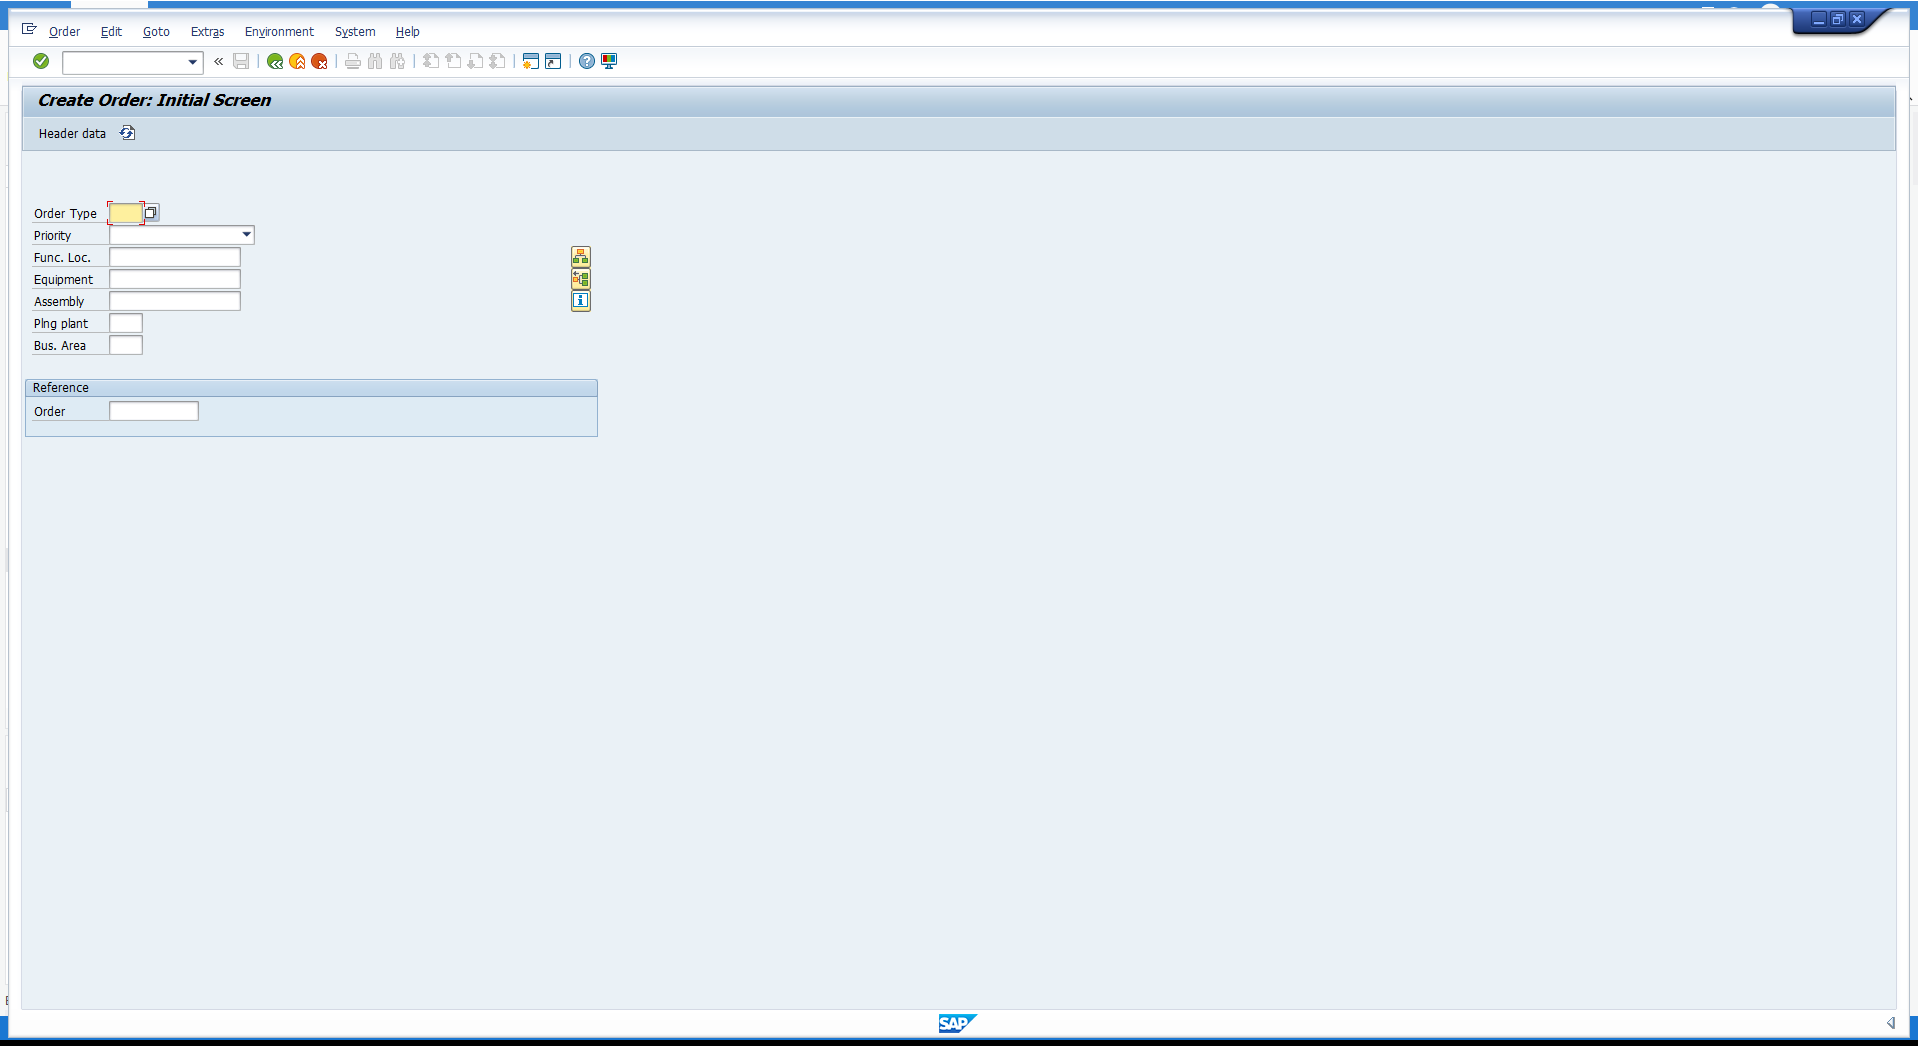 Order Edit Goto Extras Environment System Help
Create Order: Initial Screen
Header data
Order Type
Priority
Func. Loc.
Equipment
Assembly
Plng plant
Bus. Area
Reference
Order
SAP